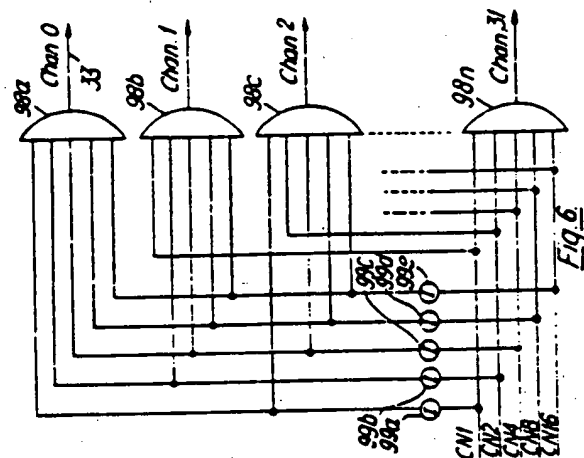 98a
Chan 0
33
98b
Chan. 1
98c
Chan 2
98n
Chan. 31
99c
99d
99e
99b
99a
CN1
CN2
CN4
CN8
CN16
Fig. 6.